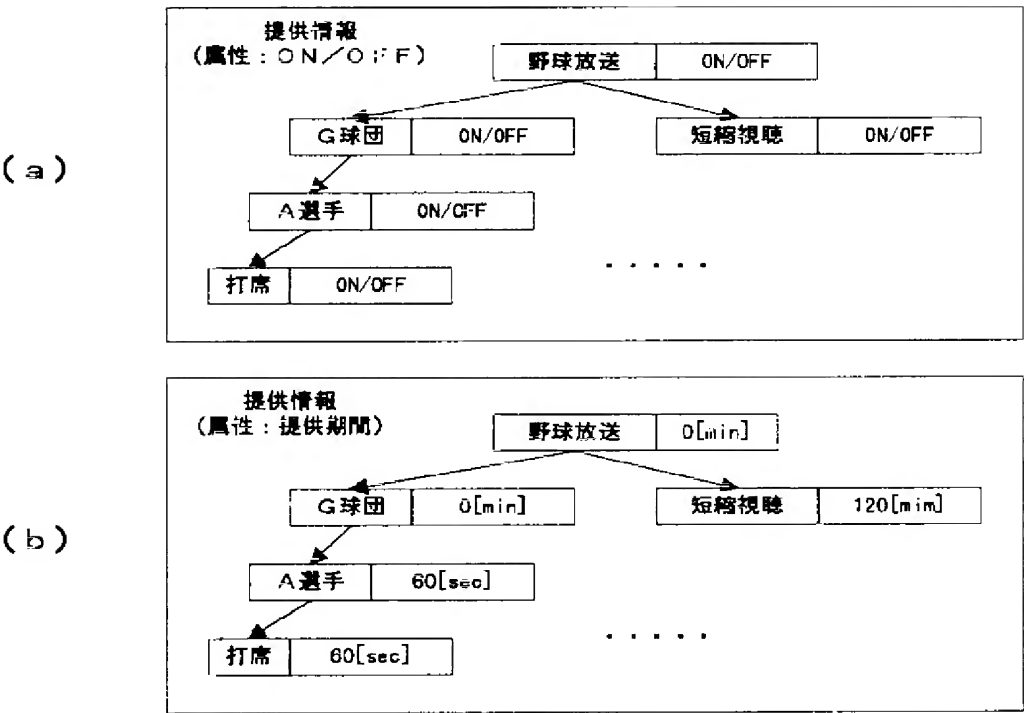 (a)
提供情報
(属性:ON/OFF)
野球放送 ON/OFF
G球団 ON/OFF
短縮視聴 ON/OFF
A選手 ON/OFF
打席 ON/OFF
・・・・・
(b)
提供情報
(属性:提供期間)
野球放送 0[min]
G球団 0[min]
短縮視聴 120[mim]
A選手 60[sec]
打席 60[sec]
・・・・・